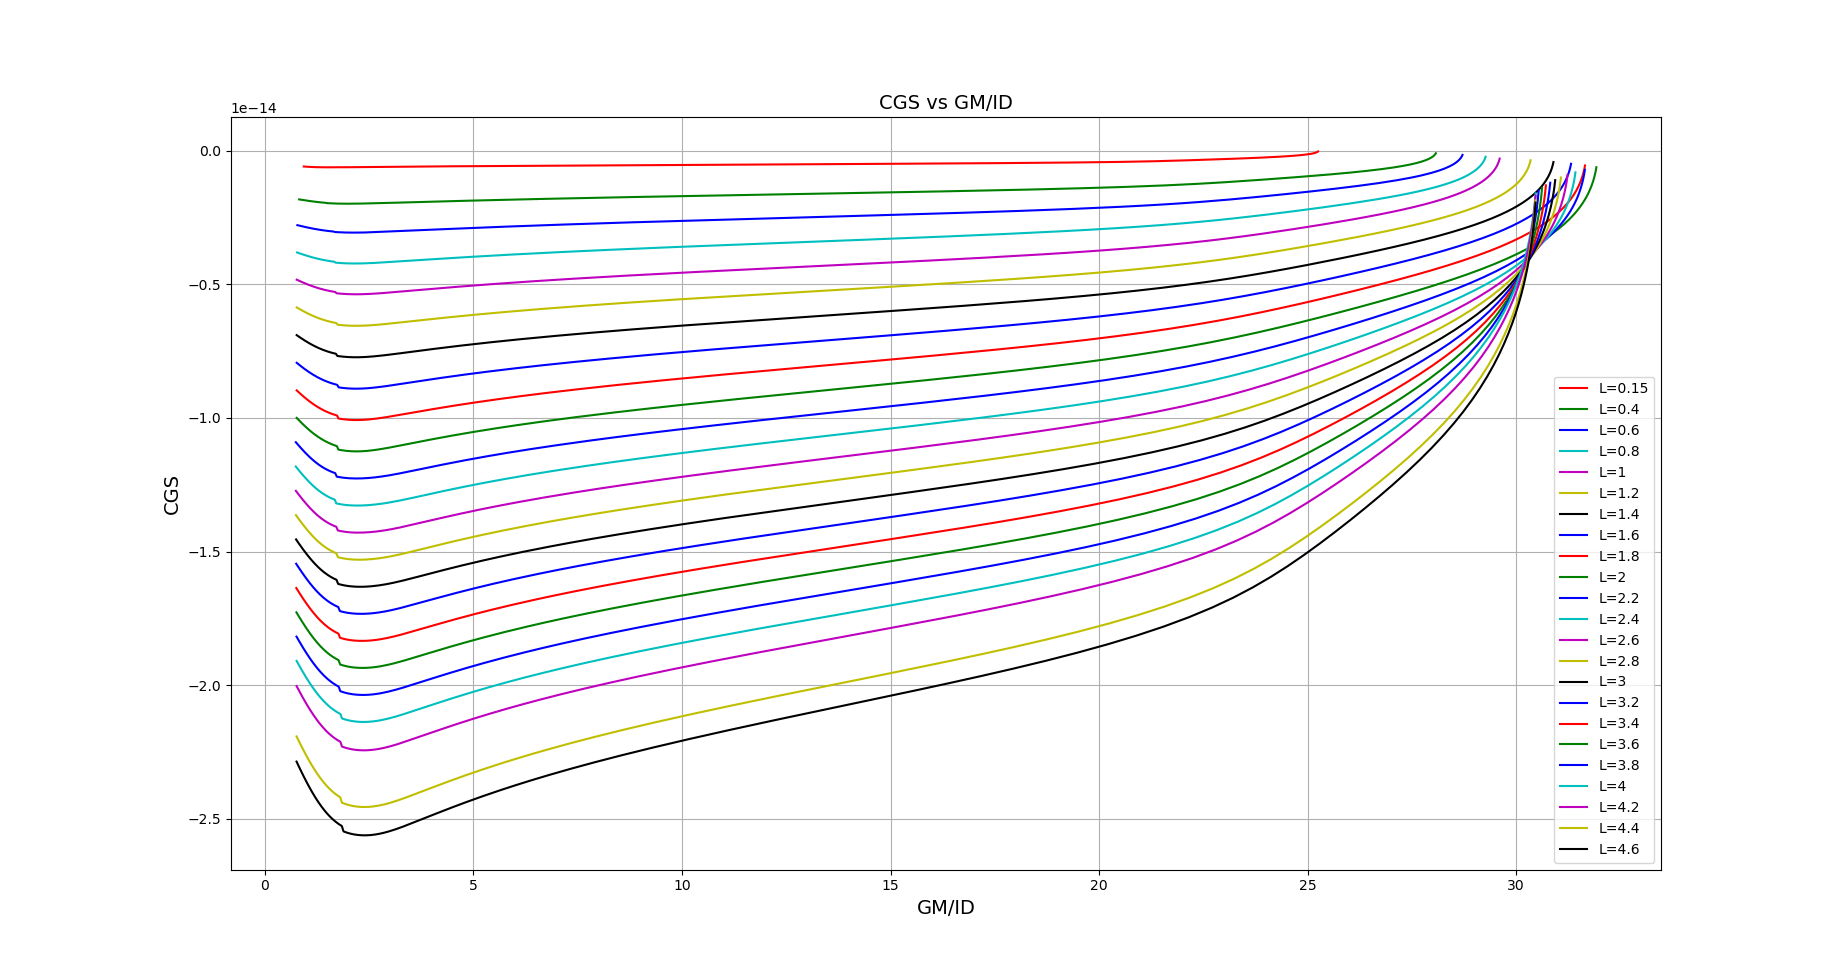 CGS vs GM/ID
1e−14
0.0
−0.5
−1.0
−1.5
−2.0
−2.5
CGS
0 5 10 15 20 25 30
GM/ID
L=0.15
L=0.4
L=0.6
L=0.8
L=1
L=1.2
L=1.4
L=1.6
L=1.8
L=2
L=2.2
L=2.4
L=2.6
L=2.8
L=3
L=3.2
L=3.4
L=3.6
L=3.8
L=4
L=4.2
L=4.4
L=4.6